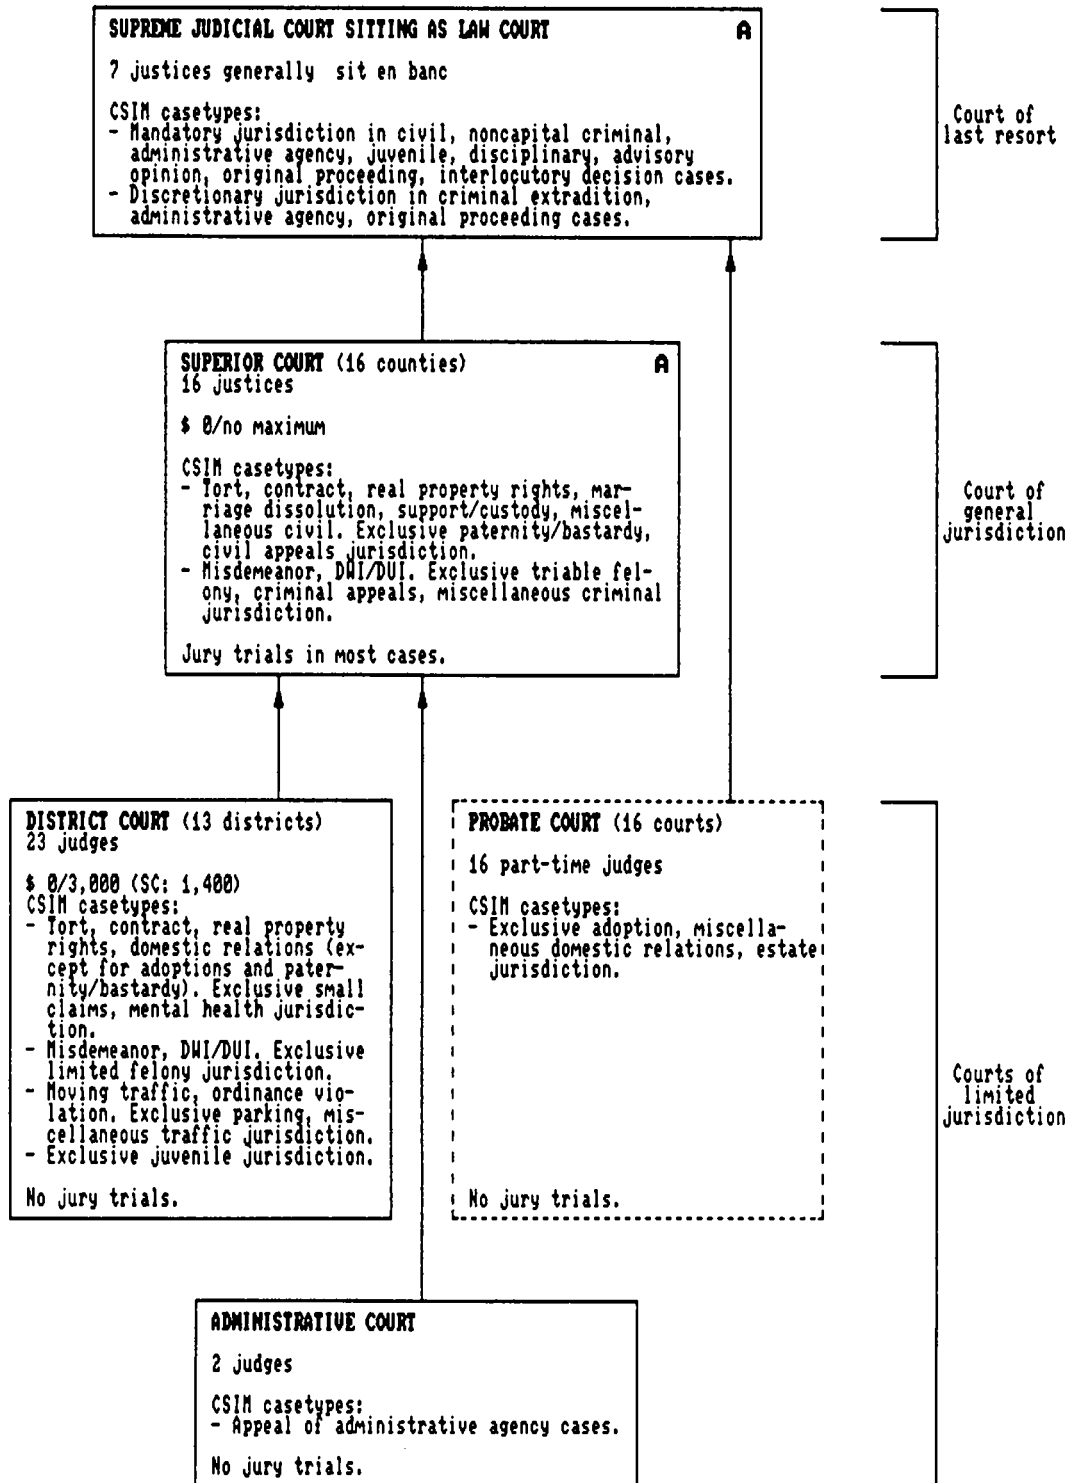 SUPREME JUDICIAL COURT SITTING AS LAW COURT A
7 justices generally sit en banc
CSIM casetypes:
- Mandatory jurisdiction in civil, noncapital criminal,
administrative agency, juvenile, disciplinary, advisory
opinion, original proceeding, interlocutory decision cases.
- Discretionary jurisdiction in criminal extradition,
administrative agency, original proceeding cases.
Court of
last resort
SUPERIOR COURT (16 counties) A
16 justices
$ 0/no maximum
CSIM casetypes:
- Tort, contract, real property rights, mar-
riage dissolution, support/custody, miscel-
laneous civil. Exclusive paternity/bastardy,
civil appeals jurisdiction.
- Misdemeanor, DWI/DUI. Exclusive triable fel-
ony, criminal appeals, miscellaneous criminal
jurisdiction.
Jury trials in most cases.
Court of
general
jurisdiction
DISTRICT COURT (13 districts)
23 judges
$ 0/3,000 (SC: 1,400)
CSIM casetypes:
- Tort, contract, real property
rights, domestic relations (ex-
cept for adoptions and pater-
nity/bastardy). Exclusive small
claims, mental health jurisdic-
tion.
- Misdemeanor, DWI/DUI. Exclusive
limited felony jurisdiction.
- Moving traffic, ordinance vio-
lation. Exclusive parking, mis-
cellaneous traffic jurisdiction.
- Exclusive juvenile jurisdiction.
No jury trials.
PROBATE COURT (16 courts)
16 part-time judges
CSIM casetypes:
- Exclusive adoption, miscella-
neous domestic relations, estate
jurisdiction.
No jury trials.
Courts of
limited
jurisdiction
ADMINISTRATIVE COURT
2 judges
CSIM casetypes:
- Appeal of administrative agency cases.
No jury trials.